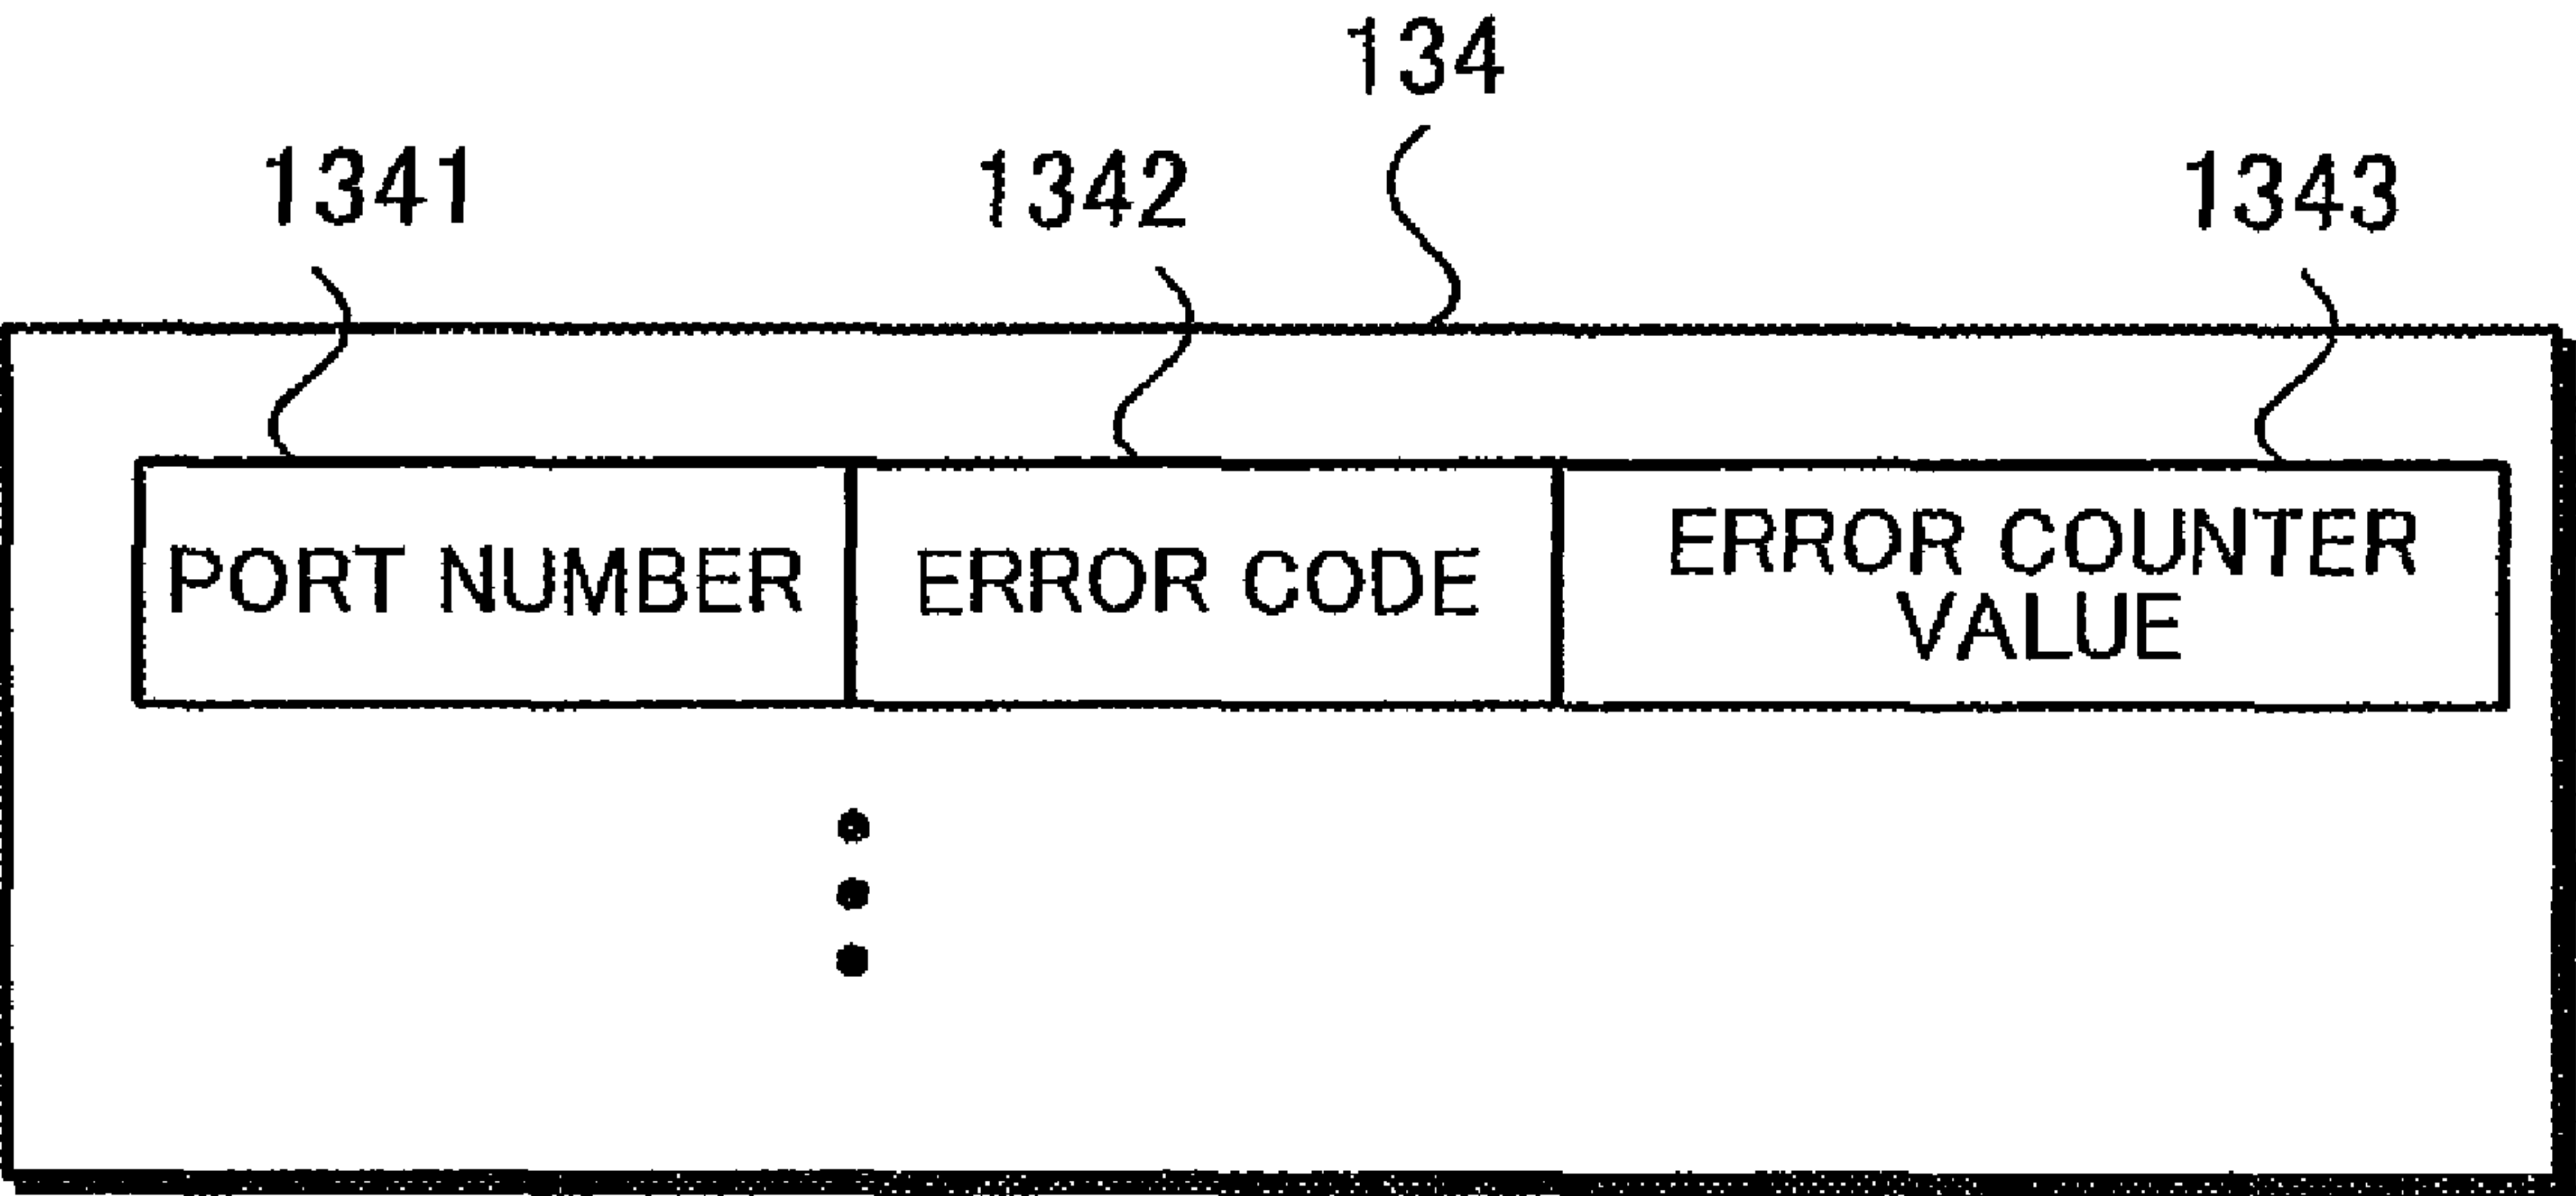 134
1341 1342 1343
PORT NUMBER ERROR CODE ERROR COUNTER
VALUE